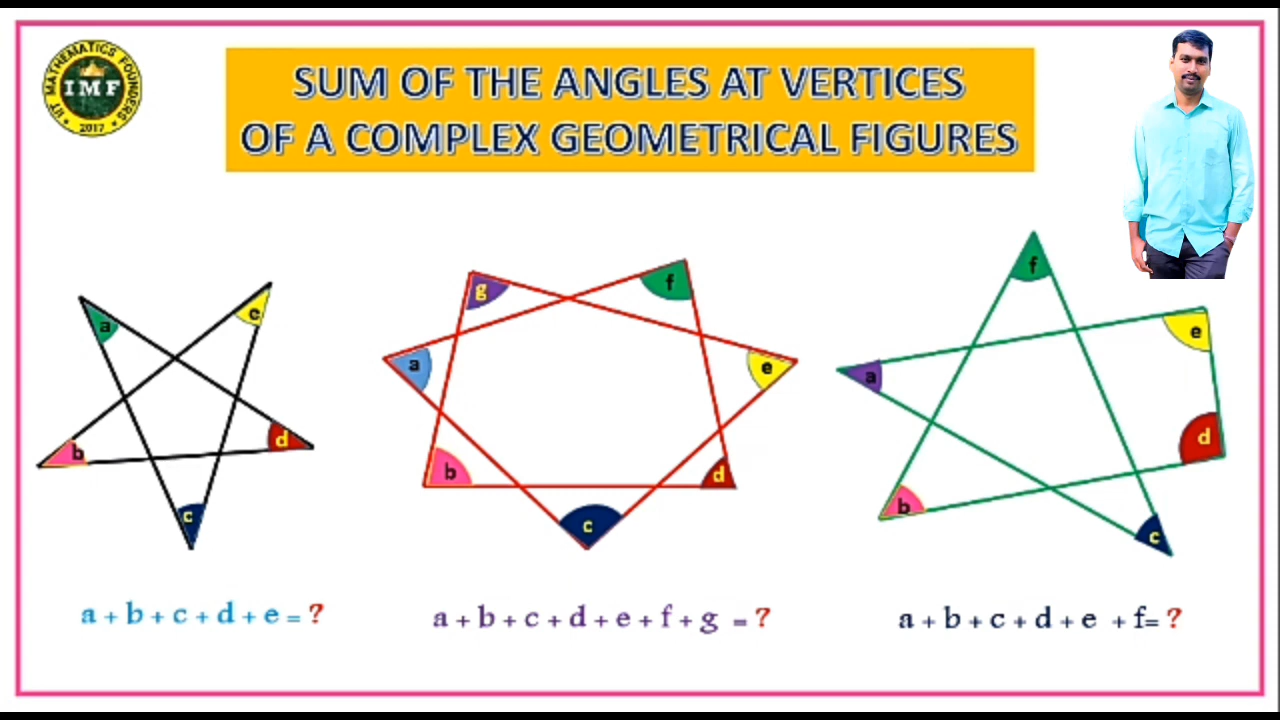 IIT MATHEMATICS FOUNDERS
IMF
2017
SUM OF THE ANGLES AT VERTICES
OF A COMPLEX GEOMETRICAL FIGURES
a
e
b
d
c
g
f
a
e
b
d
c
f
e
a
d
b
c
a + b + c + d + e = ?
a + b + c + d + e + f + g = ?
a + b + c + d + e + f= ?